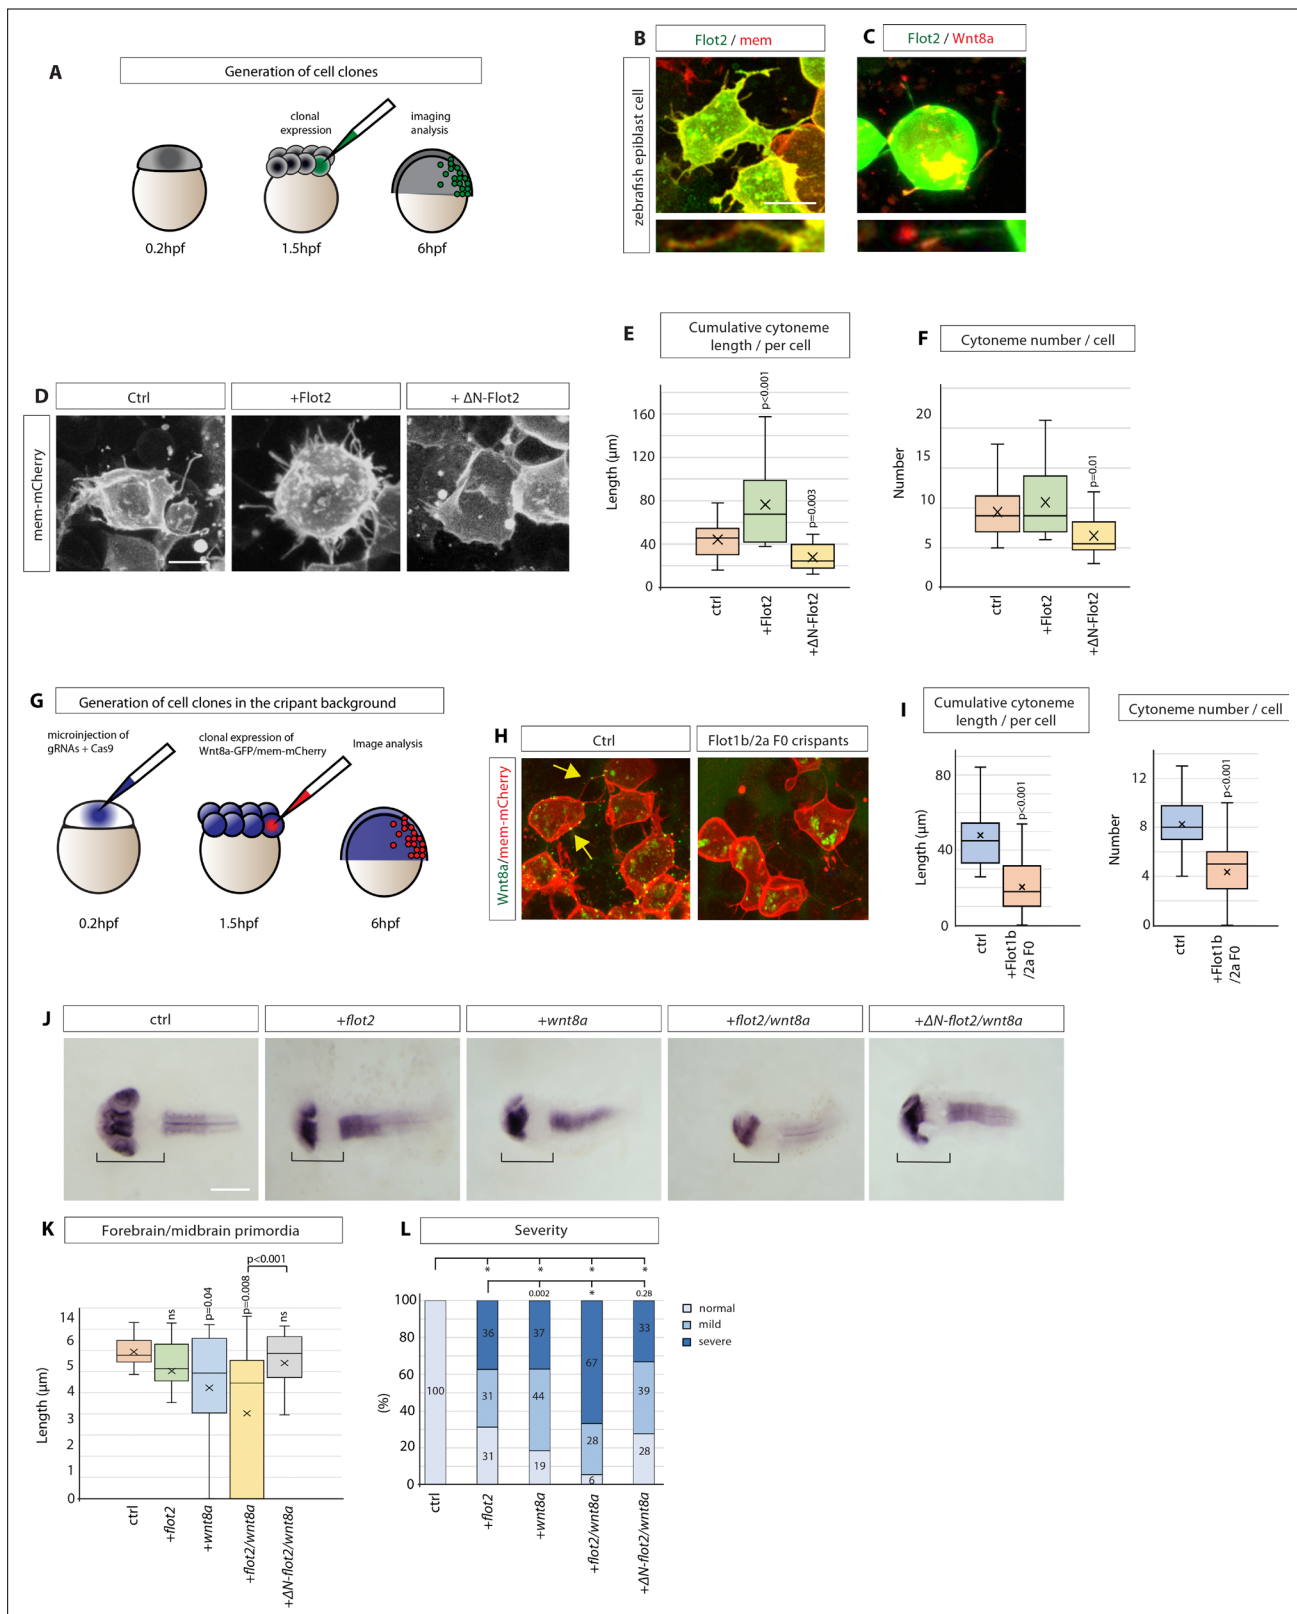 A
Generation of cell clones
clonal
expression
imaging
analysis
0.2hpf
1.5hpf
6hpf
B
Flot2 / mem
C
Flot2 / Wnt8a
zebrafish epiblast cell
D
Ctrl
+Flot2
+ ΔN-Flot2
mem-mCherry
E
Cumulative cytoneme
length / per cell
Length (μm)
160
120
80
40
0
p<0.001
p=0.003
ctrl
+Flot2
+ΔN-Flot2
F
Cytoneme number / cell
Number
20
15
10
5
0
p=0.01
ctrl
+Flot2
+ΔN-Flot2
G
Generation of cell clones in the cripant background
microinjection of
gRNAs + Cas9
clonal expression of
Wnt8a-GFP/mem-mCherry
Image analysis
0.2hpf
1.5hpf
6hpf
H
Ctrl
Flot1b/2a F0 crispants
Wnt8a/mem-mCherry
I
Cumulative cytoneme
length / per cell
Length (μm)
80
40
0
p<0.001
ctrl
+Flot1b
/2a F0
Cytoneme number / cell
Number
12
8
4
0
p<0.001
ctrl
+Flot1b
/2a F0
J
ctrl
+flot2
+wnt8a
+flot2/wnt8a
+ΔN-flot2/wnt8a
K
Forebrain/midbrain primordia
Length (μm)
14
6
5
4
3
2
1
0
ns
p=0.04
p=0.008
p<0.001
ns
ctrl
+flot2
+wnt8a
+flot2/wnt8a
+ΔN-flot2/wnt8a
L
Severity
* * * *
0.002 * 0.28
(%)
100
80
60
40
20
0
100
36
31
31
37
44
19
67
28
6
33
39
28
normal
mild
severe
ctrl
+flot2
+wnt8a
+flot2/wnt8a
+ΔN-flot2/wnt8a